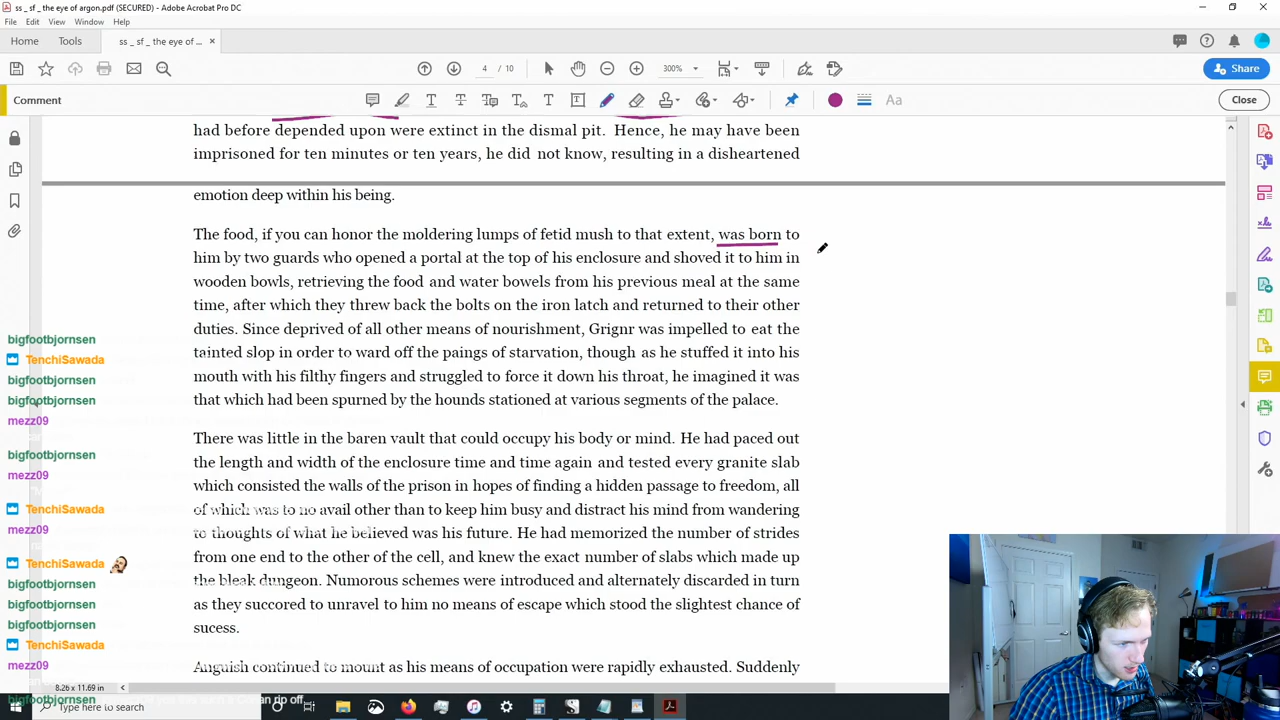 ss _ sf _ the eye of argon.pdf (SECURED) - Adobe Acrobat Pro DC
File Edit View Window Help
Home Tools ss _ sf _ the eye of ... ×
4 / 10 300% Share
Comment Aa Close
had before depended upon were extinct in the dismal pit. Hence, he may have been
imprisoned for ten minutes or ten years, he did not know, resulting in a disheartened
emotion deep within his being.
The food, if you can honor the moldering lumps of fetid mush to that extent, was born to
him by two guards who opened a portal at the top of his enclosure and shoved it to him in
wooden bowls, retrieving the food and water bowels from his previous meal at the same
time, after which they threw back the bolts on the iron latch and returned to their other
duties. Since deprived of all other means of nourishment, Grignr was impelled to eat the
tainted slop in order to ward off the paings of starvation, though as he stuffed it into his
mouth with his filthy fingers and struggled to force it down his throat, he imagined it was
that which had been spurned by the hounds stationed at various segments of the palace.
There was little in the baren vault that could occupy his body or mind. He had paced out
the length and width of the enclosure time and time again and tested every granite slab
which consisted the walls of the prison in hopes of finding a hidden passage to freedom, all
of which was to no avail other than to keep him busy and distract his mind from wandering
to thoughts of what he believed was his future. He had memorized the number of strides
from one end to the other of the cell, and knew the exact number of slabs which made up
the bleak dungeon. Numorous schemes were introduced and alternately discarded in turn
as they succored to unravel to him no means of escape which stood the slightest chance of
sucess.
Anguish continued to mount as his means of occupation were rapidly exhausted. Suddenly
bigfootbjornsen
TenchiSawada
bigfootbjornsen
bigfootbjornsen
mezz09
bigfootbjornsen
mezz09
TenchiSawada
mezz09
TenchiSawada
bigfootbjornsen
bigfootbjornsen
bigfootbjornsen
TenchiSawada
mezz09
bigfootbjornsen
rip off
8.26 x 11.69 in
Type here to search